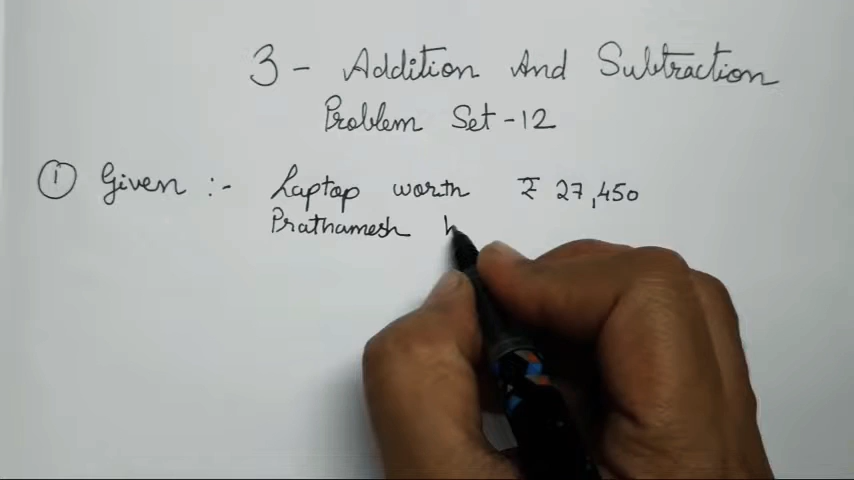 3 - Addition And Subtraction
Problem Set - 12
① Given :- Laptop worth ₹ 27,450
Prathamesh